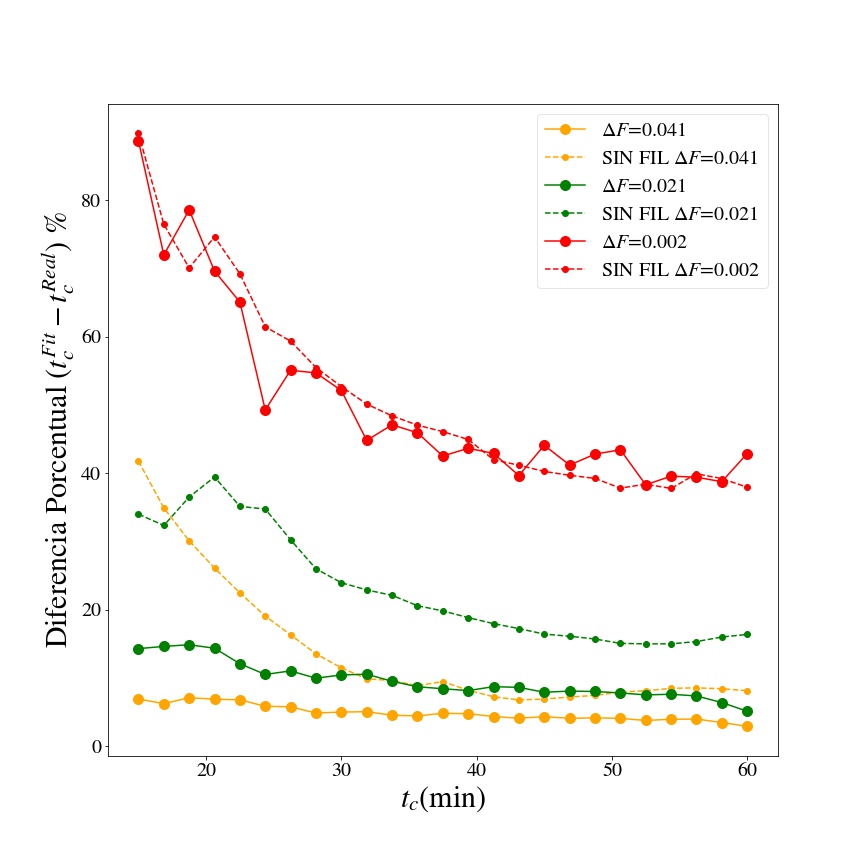 ΔF=0.041
SIN FIL ΔF=0.041
ΔF=0.021
SIN FIL ΔF=0.021
ΔF=0.002
SIN FIL ΔF=0.002
Diferencia Porcentual (t_c^{Fit} − t_c^{Real}) %
80
60
40
20
0
20 30 40 50 60
t_c(min)